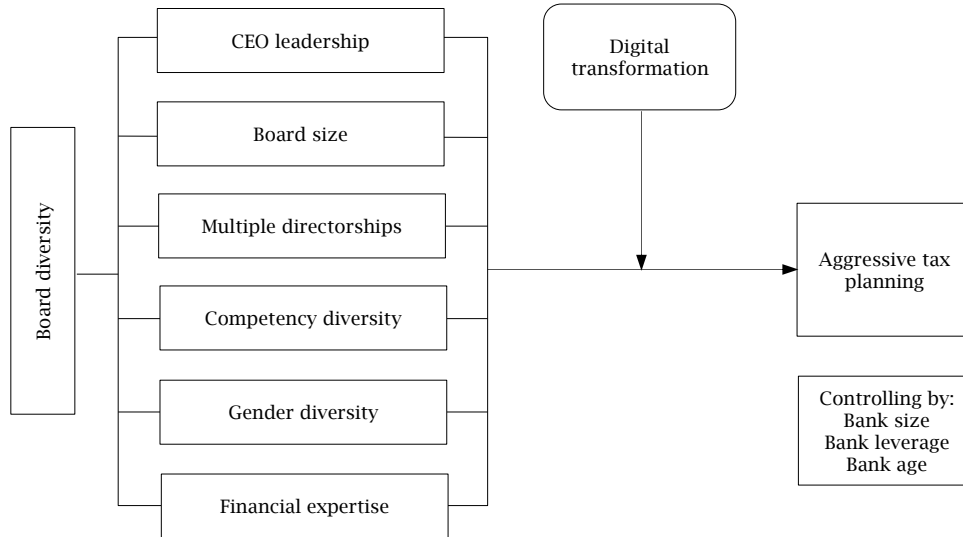 Board diversity
CEO leadership
Board size
Multiple directorships
Competency diversity
Gender diversity
Financial expertise
Digital
transformation
Aggressive tax
planning
Controlling by:
Bank size
Bank leverage
Bank age